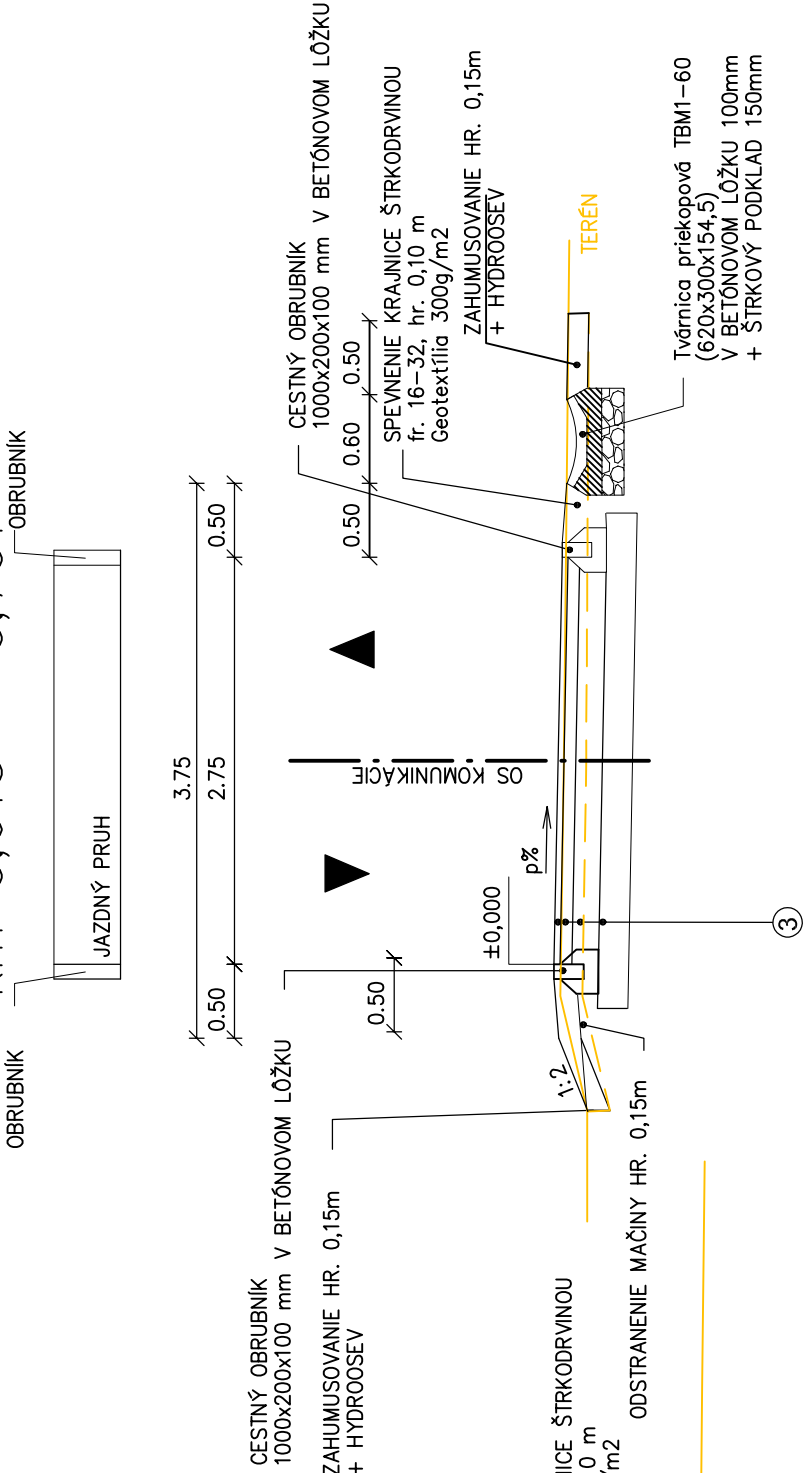 OBRUBNÍK
OBRUBNÍK
JAZDNÝ PRUH
3.75
0.50
2.75
0.50
CESTNÝ OBRUBNÍK
1000x200x100 mm V BETÓNOVOM LÔŽKU
ZAHUMUSOVANIE HR. 0,15m
+ HYDROOSEV
0.50
OS KOMUNIKÁCIE
0.50
0.60
0.50
CESTNÝ OBRUBNÍK
1000x200x100 mm V BETÓNOVOM LÔŽKU
SPEVNENIE KRAJNICE ŠTRKODRVINOU
fr. 16-32, hr. 0,10 m
Geotextília 300g/m2
ZAHUMUSOVANIE HR. 0,15m
+ HYDROOSEV
±0,000
p%
1:2
TERÉN
ŠTRKODRVINOU
0 m
/m2
ODSTRANENIE MAČINY HR. 0,15m
Tvárnica priekopová TBM1-60
(620x300x154,5)
V BETÓNOVOM LÔŽKU 100mm
+ ŠTRKOVÝ PODKLAD 150mm
3